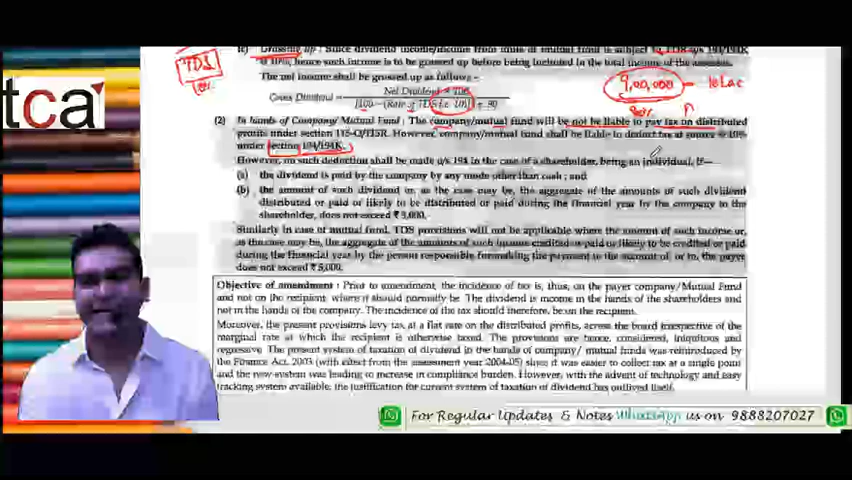 (c) Grossing up : Since dividend income/income from units of mutual fund is subject to TDS u/s 194/194K
hence such income is to be grossed up before being included in the total income of the assessee.
The net income shall be grossed up as follows :-
TDS
tca
9,00,000 10 Lac
90%
Net Dividend
Gross Dividend =
[100 − (Rate of TDS i.e. 10)]
(2) In hands of Company/Mutual Fund : The company/mutual fund will be not be liable to pay tax on distributed
profits under section 115-O/115R. However, company/mutual fund shall be liable to deduct tax at source @ 10%
under section 194/194K.
However, no such deduction shall be made u/s 194 in the case of a shareholder, being an individual, if—
(a) the dividend is paid by the company by any mode other than cash ; and
(b) the amount of such dividend or, as the case may be, the aggregate of the amounts of such dividend
distributed or paid or likely to be distributed or paid during the financial year by the company to the
shareholder, does not exceed ₹ 5,000.
Similarly in case of mutual fund, TDS provisions will not be applicable where the amount of such income or,
as the case may be, the aggregate of the amounts of such income credited or paid or likely to be credited or paid
during the financial year by the person responsible for making the payment to the account of, or to, the payee
does not exceed ₹ 5,000.
Objective of amendment : Prior to amendment, the incidence of tax is, thus, on the payer company/Mutual Fund
and not on the recipient, where it should normally be. The dividend is income in the hands of the shareholders and
not in the hands of the company. The incidence of the tax should therefore, be on the recipient.
Moreover, the present provisions levy tax, at a flat rate on the distributed profits, across the board irrespective of the
marginal rate at which the recipient is otherwise taxed. The provisions are hence, considered, iniquitous and
regressive. The present system of taxation of dividend in the hands of company/ mutual funds was reintroduced by
the Finance Act, 2003 (with effect from the assessment year 2004-05) since it was easier to collect tax at a single point
and the new system was leading to increase in compliance burden. However, with the advent of technology and easy
tracking system available, the justification for current system of taxation of dividend has outlived itself.
For Regular Updates & Notes WhatsApp us on 9888207027